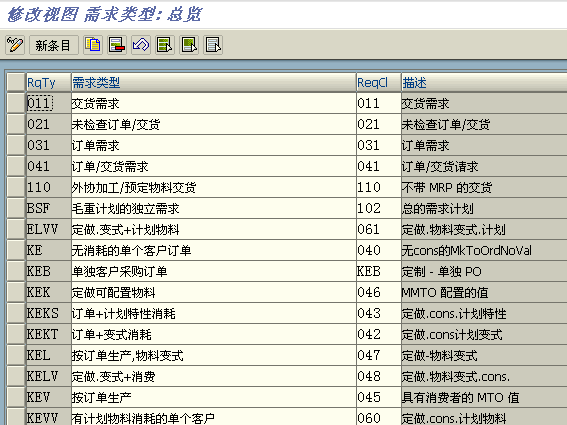 修改视图 需求类型: 总览
新条目
RqTy 需求类型 ReqCl 描述
011 交货需求 011 交货需求
021 未检查订单/交货 021 未检查订单/交货
031 订单需求 031 订单需求
041 订单/交货需求 041 订单/交货请求
110 外协加工/预定物料交货 110 不带 MRP 的交货
BSF 毛重计划的独立需求 102 总的需求计划
ELVV 定做.变式+计划物料 061 定做.物料变式.计划
KE 无消耗的单个客户订单 040 无cons的MkToOrdNoVal
KEB 单独客户采购订单 KEB 定制 - 单独 PO
KEK 定做可配置物料 046 MMTO 配置的值
KEKS 订单+计划特性消耗 043 定做.cons.计划特性
KEKT 订单+变式消耗 042 定做.cons计划变式
KEL 按订单生产,物料变式 047 定做-物料变式
KELV 定做.变式+消费 048 定做.物料变式.cons.
KEV 按订单生产 045 具有消费者的 MTO 值
KEVV 有计划物料消耗的单个客户 060 定做.cons.计划物料